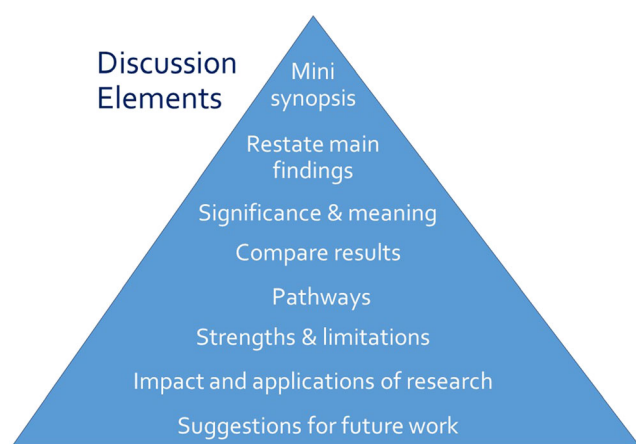 Discussion
Elements
Mini
synopsis
Restate main
findings
Significance & meaning
Compare results
Pathways
Strengths & limitations
Impact and applications of research
Suggestions for future work